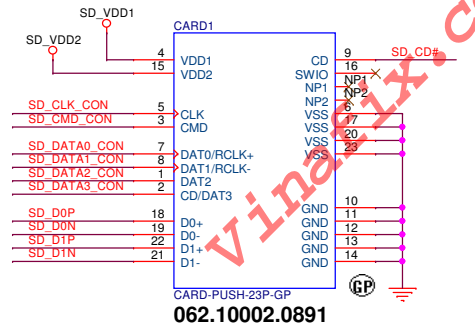 SD_VDD1
SD_VDD2
CARD1
4 VDD1 CD 9 SD_CD#
15 VDD2 SWIO 16
NP1 NP1
NP2 NP2
SD_CLK_CON 5 CLK VSS 6
SD_CMD_CON 3 CMD VSS 17
VSS 20
SD_DATA0_CON 7 DAT0/RCLK+ VSS 23
SD_DATA1_CON 8 DAT1/RCLK-
SD_DATA2_CON 1 DAT2
SD_DATA3_CON 2 CD/DAT3
GND 10
SD_D0P 18 D0+ GND 11
SD_D0N 19 D0- GND 12
SD_D1P 22 D1+ GND 13
SD_D1N 21 D1- GND 14
CARD-PUSH-23P-GP
GP
062.10002.0891
Vinafix.co